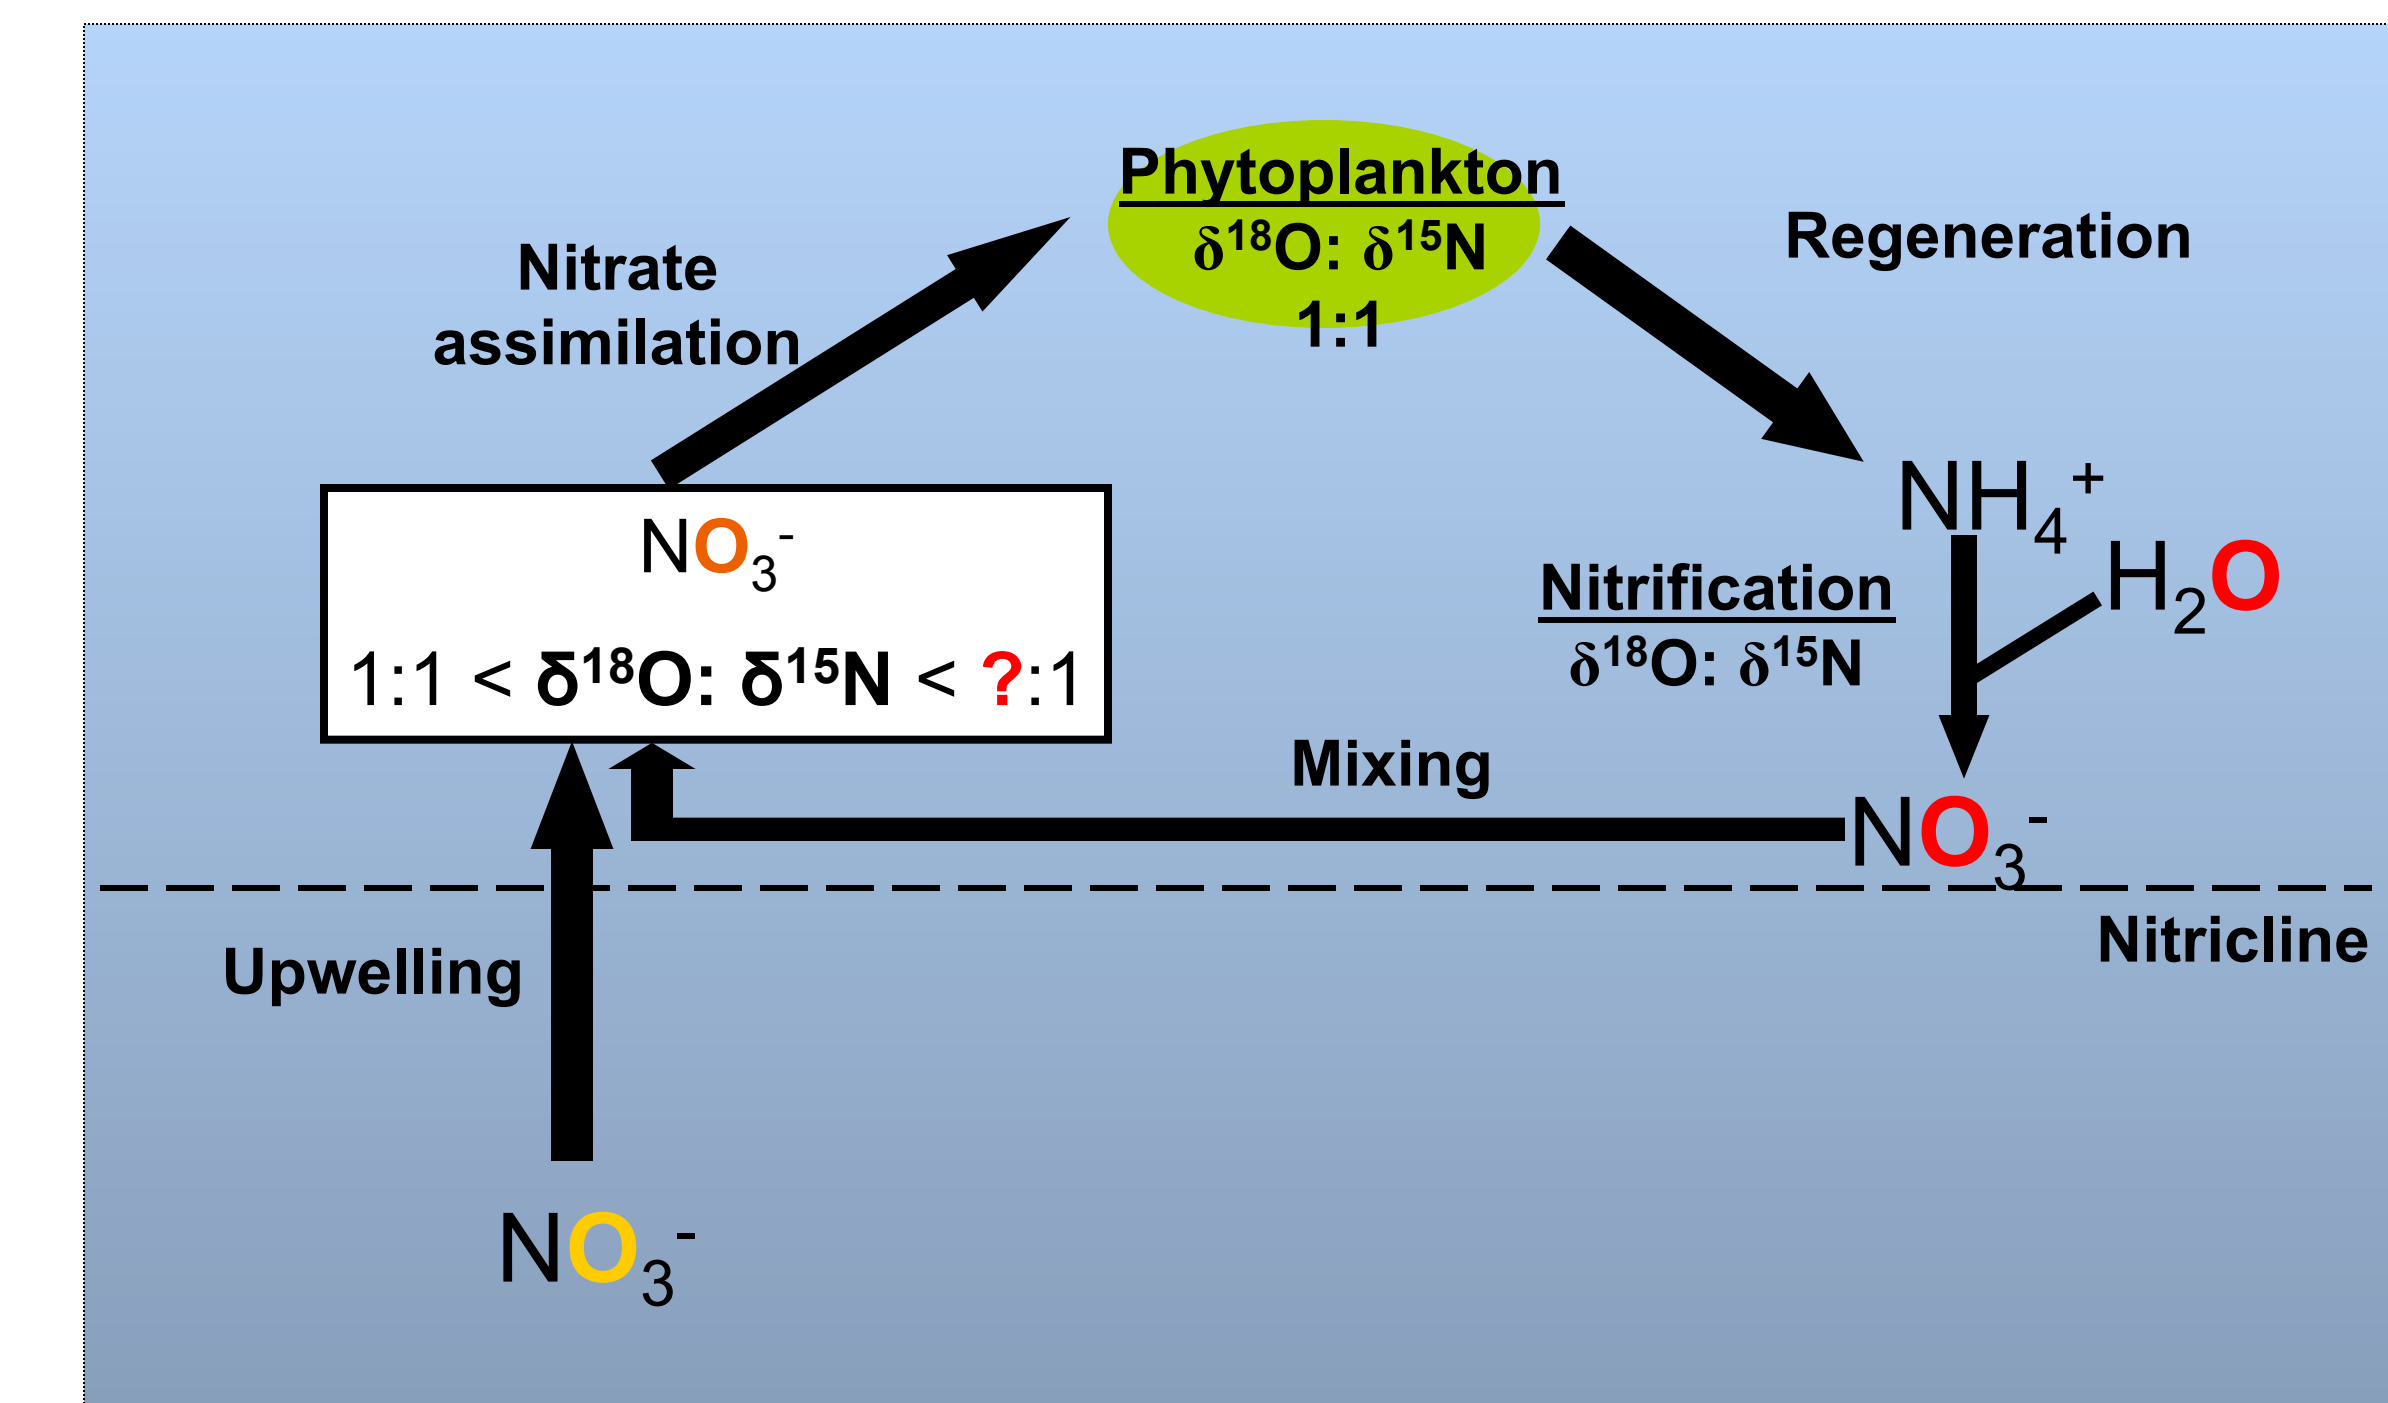 Phytoplankton
δ¹⁸O: δ¹⁵N
1:1
Regeneration
Nitrate
assimilation
NH₄⁺
H₂O
NO₃⁻
1:1 < δ¹⁸O: δ¹⁵N < ?:1
Nitrification
δ¹⁸O: δ¹⁵N
Mixing
NO₃⁻
Nitricline
Upwelling
NO₃⁻